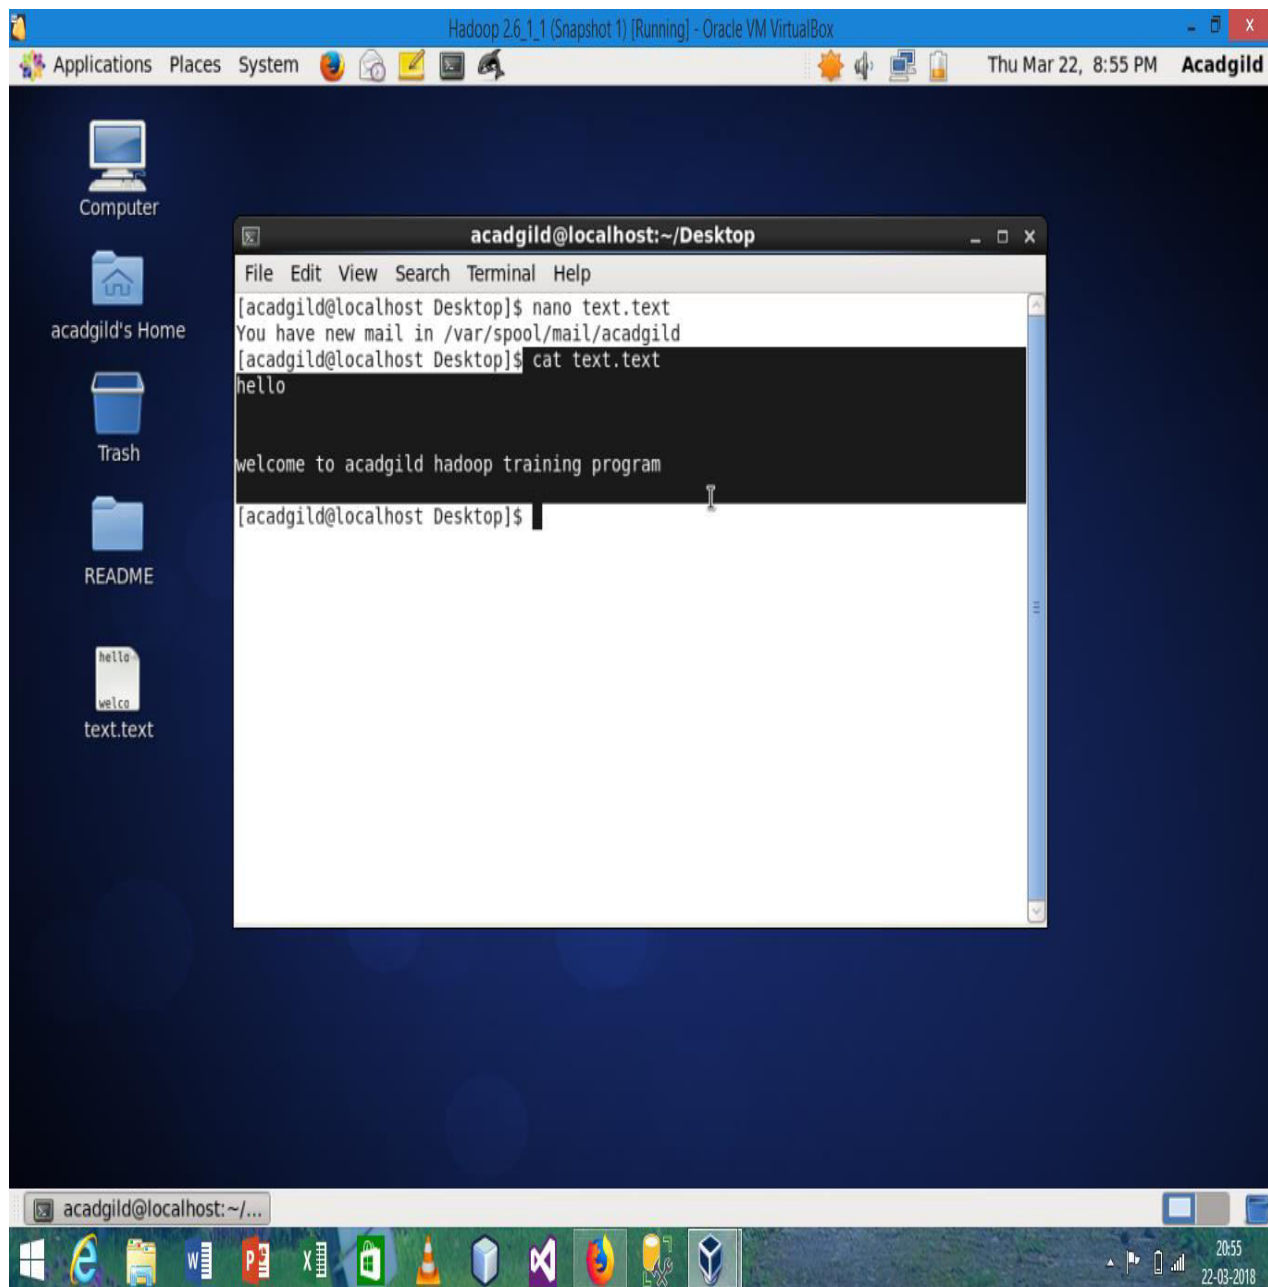 Hadoop 2.6_1_1 (Snapshot 1) [Running] - Oracle VM VirtualBox
Applications Places System Thu Mar 22, 8:55 PM Acadgild
Computer
acadgild's Home
Trash
README
hello
welco
text.text
acadgild@localhost:~/Desktop
File Edit View Search Terminal Help
[acadgild@localhost Desktop]$ nano text.text
You have new mail in /var/spool/mail/acadgild
[acadgild@localhost Desktop]$ cat text.text
hello
welcome to acadgild hadoop training program
[acadgild@localhost Desktop]$
acadgild@localhost:~/...
20:55
22-03-2018